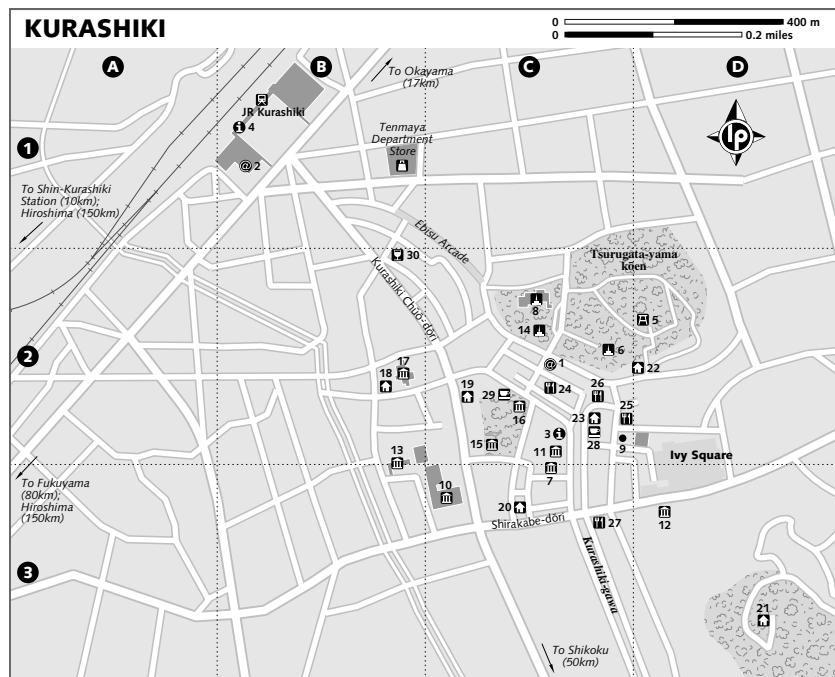 KURASHIKI
0 400 m
0 0.2 miles
A
B
C
D
To Okayama
(17km)
JR Kurashiki
4
2
Tenmaya
Department
Store
lp
1
To Shin-Kurashiki
Station (10km);
Hiroshima (150km)
Ebisu Arcade
30
Kurashiki Chūō-dōri
Tsurugata-yama
kōen
8
14
5
6
1
22
2
17
18
19
29
16
24
26
23
25
28
9
3
11
15
13
7
10
Ivy Square
To Fukuyama
(80km);
Hiroshima
(150km)
20
Shirakabe-dōri
27
12
Kurashiki-gawa
3
21
To Shikoku
(50km)